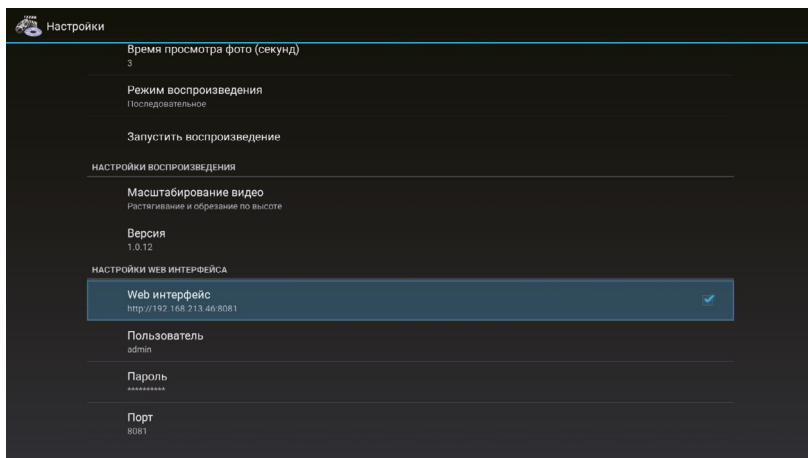 Настройки
Время просмотра фото (секунд)
3
Режим воспроизведения
Последовательное
Запустить воспроизведение
НАСТРОЙКИ ВОСПРОИЗВЕДЕНИЯ
Масштабирование видео
Растягивание и обрезание по высоте
Версия
1.0.12
НАСТРОЙКИ WEB ИНТЕРФЕЙСА
Web интерфейс
http://192.168.213.46:8081
Пользователь
admin
Пароль
**********
Порт
8081